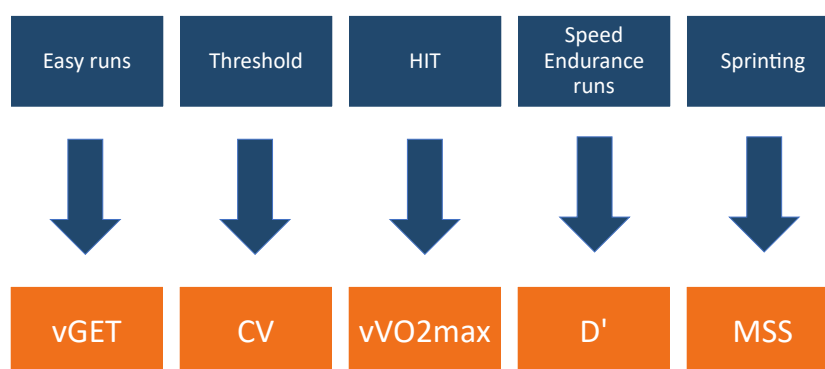 Easy runs
Threshold
HIT
Speed
Endurance
runs
Sprinting
vGET
CV
vVO2max
D'
MSS